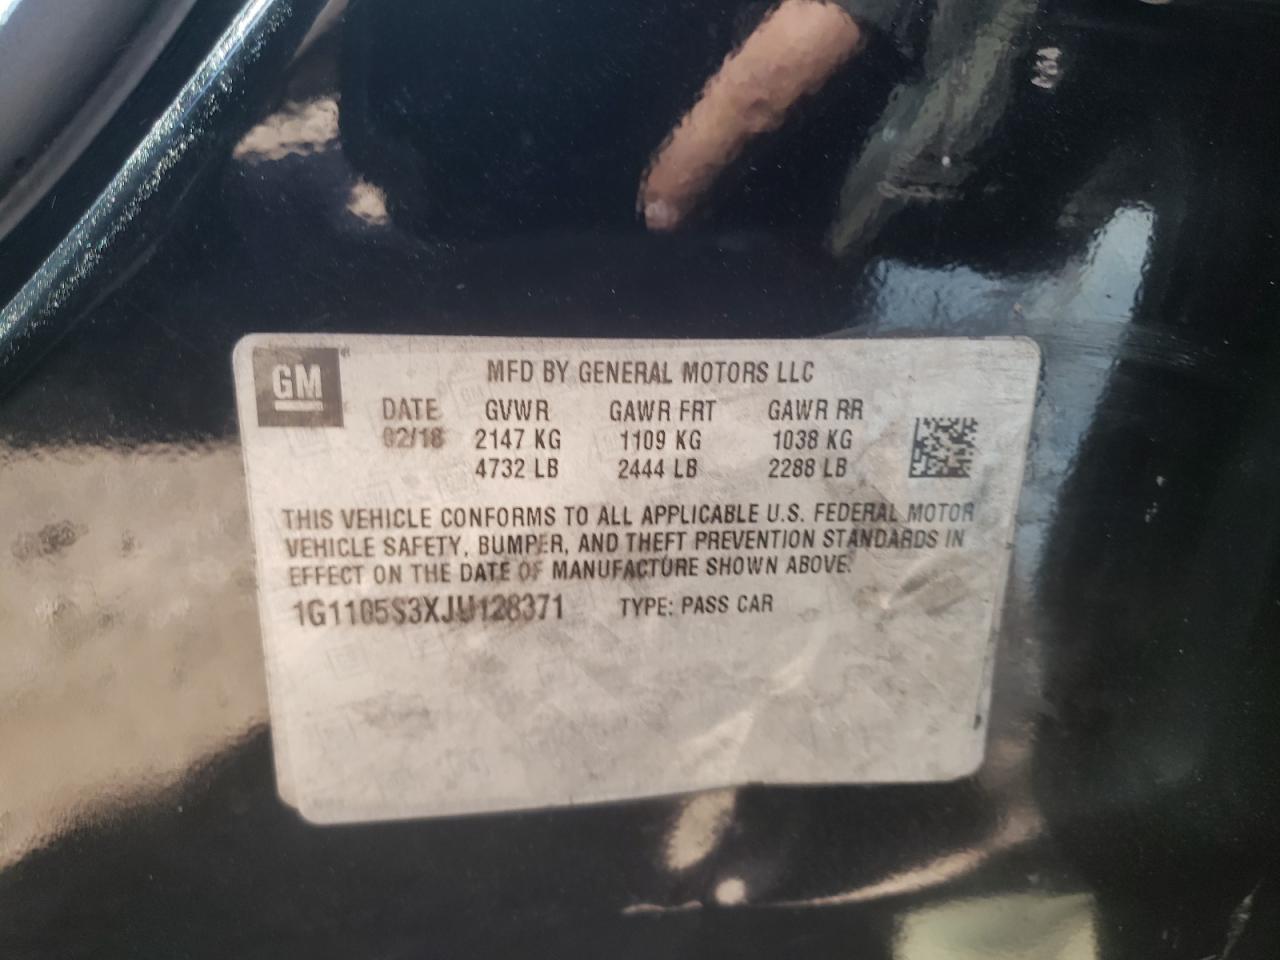 GM
MFD BY GENERAL MOTORS LLC
DATE GVWR GAWR FRT GAWR RR
02/18 2147 KG 1109 KG 1038 KG
4732 LB 2444 LB 2288 LB
THIS VEHICLE CONFORMS TO ALL APPLICABLE U.S. FEDERAL MOTOR
VEHICLE SAFETY, BUMPER, AND THEFT PREVENTION STANDARDS IN
EFFECT ON THE DATE OF MANUFACTURE SHOWN ABOVE.
1G1105S3XJU128371 TYPE: PASS CAR